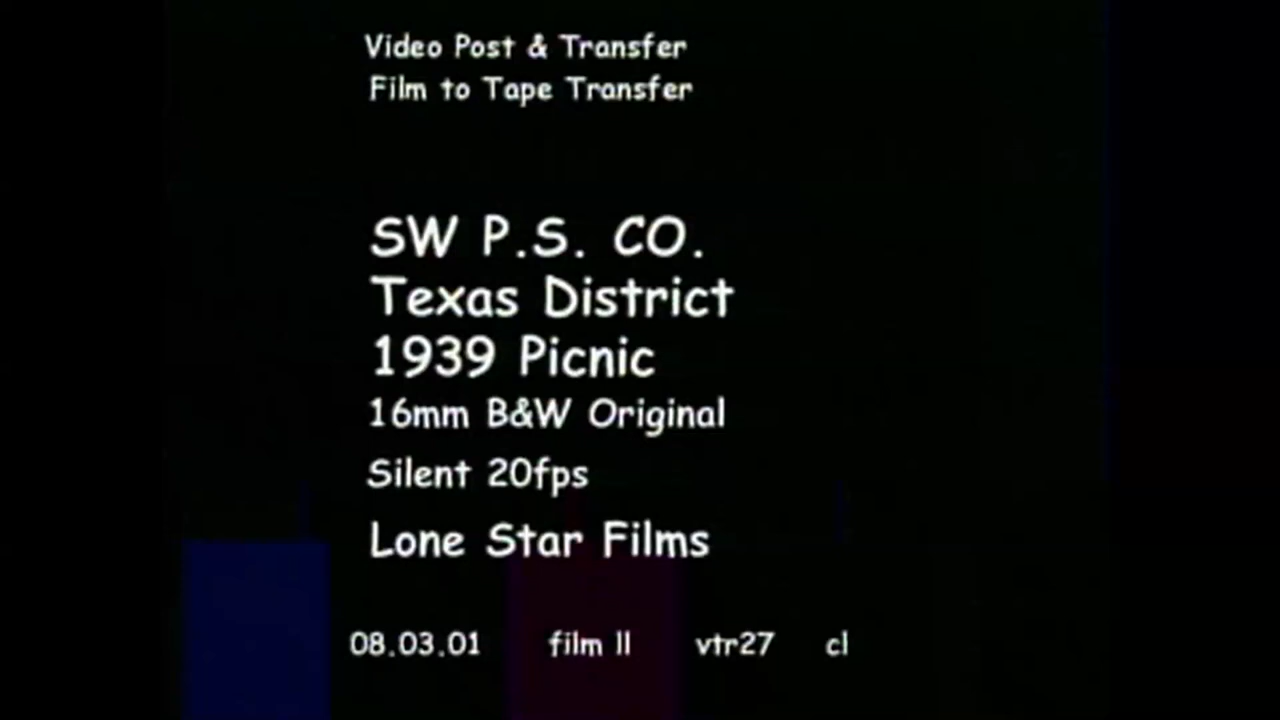 Video Post & Transfer
Film to Tape Transfer
SW P.S. CO.
Texas District
1939 Picnic
16mm B&W Original
Silent 20fps
Lone Star Films
08.03.01 film ll vtr27 cl